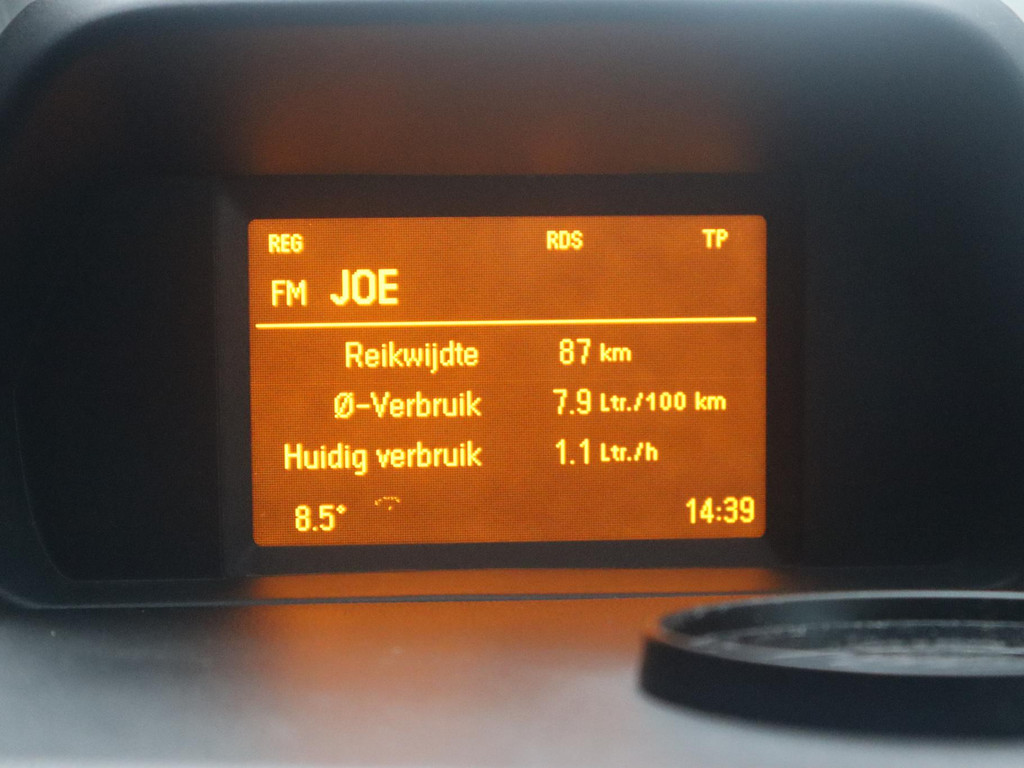 REG RDS TP
FM JOE
Reikwijdte 87 km
Ø-Verbruik 7.9 Ltr./100 km
Huidig verbruik 1.1 Ltr./h
8.5° 14:39